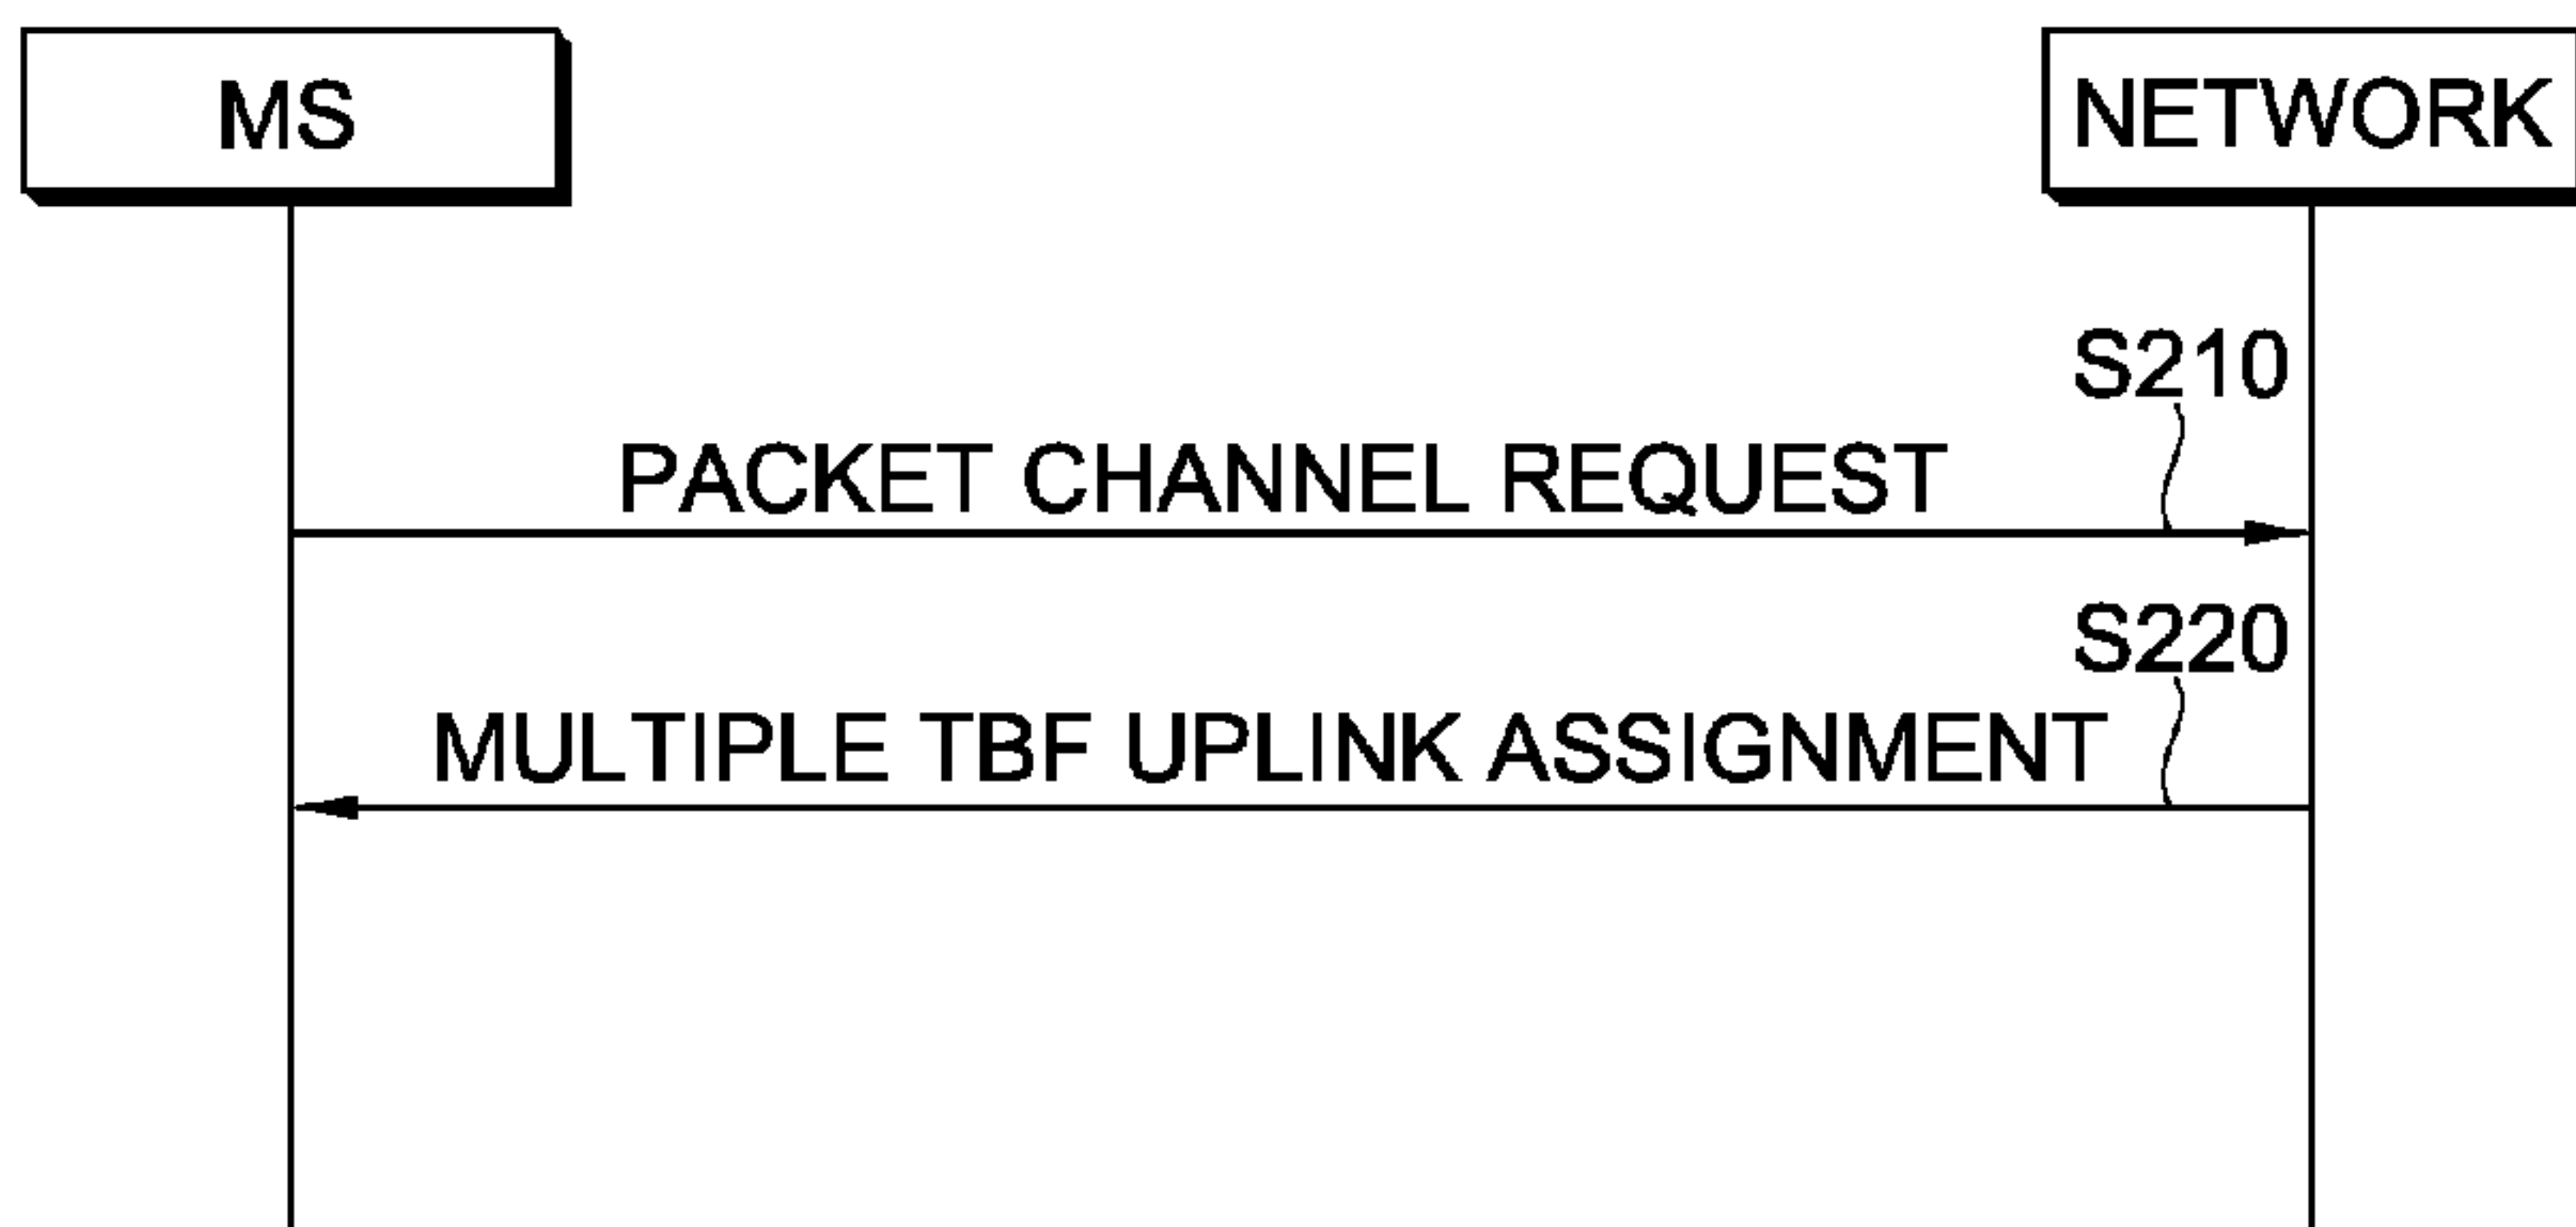 MS
NETWORK
S210
PACKET CHANNEL REQUEST
S220
MULTIPLE TBF UPLINK ASSIGNMENT